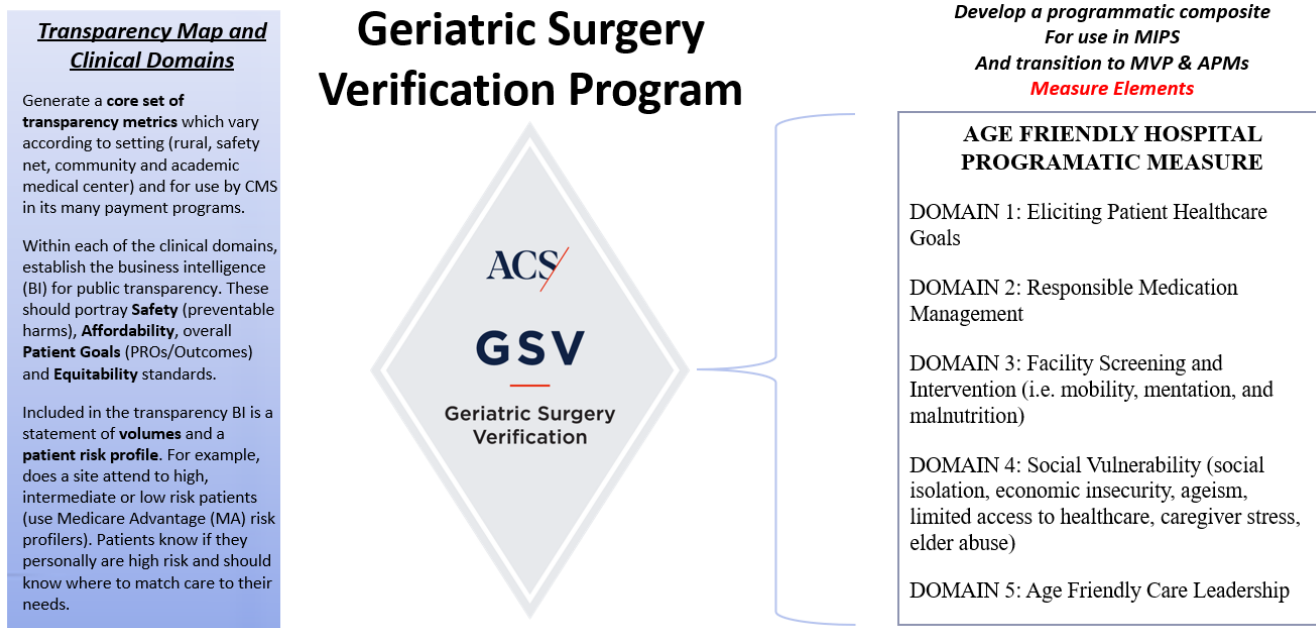 Transparency Map and
Clinical Domains
Generate a core set of
transparency metrics which vary
according to setting (rural, safety
net, community and academic
medical center) and for use by CMS
in its many payment programs.
Within each of the clinical domains,
establish the business intelligence
(BI) for public transparency. These
should portray Safety (preventable
harms), Affordability, overall
Patient Goals (PROs/Outcomes)
and Equitability standards.
Included in the transparency BI is a
statement of volumes and a
patient risk profile. For example,
does a site attend to high,
intermediate or low risk patients
(use Medicare Advantage (MA) risk
profilers). Patients know if they
personally are high risk and should
know where to match care to their
needs.
Geriatric Surgery
Verification Program
ACS
GSV
Geriatric Surgery
Verification
Develop a programmatic composite
For use in MIPS
And transition to MVP & APMs
Measure Elements
AGE FRIENDLY HOSPITAL
PROGRAMATIC MEASURE
DOMAIN 1: Eliciting Patient Healthcare
Goals
DOMAIN 2: Responsible Medication
Management
DOMAIN 3: Facility Screening and
Intervention (i.e. mobility, mentation, and
malnutrition)
DOMAIN 4: Social Vulnerability (social
isolation, economic insecurity, ageism,
limited access to healthcare, caregiver stress,
elder abuse)
DOMAIN 5: Age Friendly Care Leadership